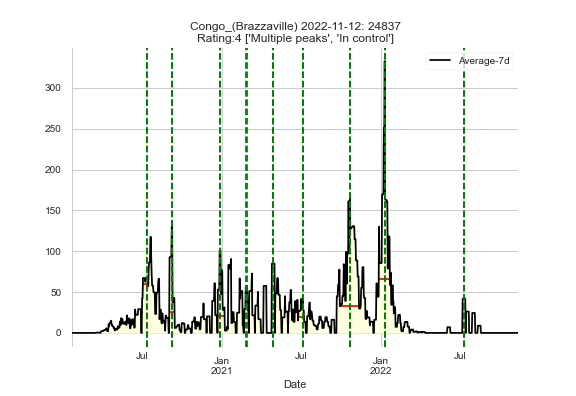 Congo_(Brazzaville) 2022-11-12: 24837
Rating:4 ['Multiple peaks', 'In control']
Average-7d
300
250
200
150
100
50
0
Jul
Jan
2021
Jul
Jan
2022
Jul
Date